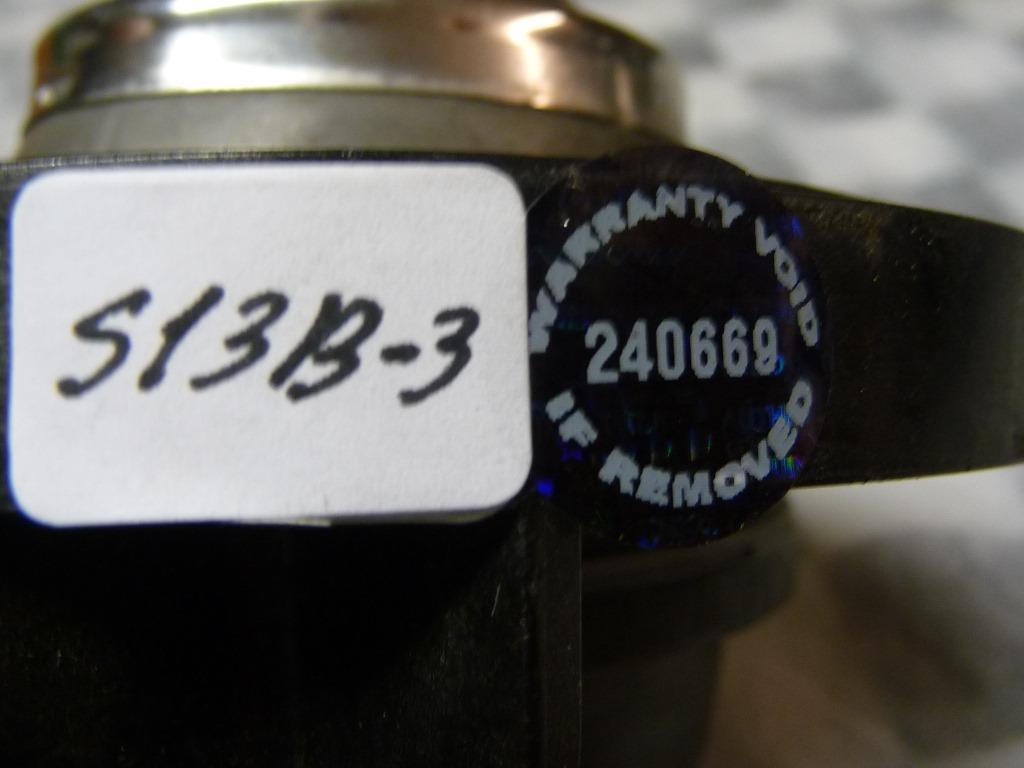 S13B-3
WARRANTY VOID
240669
IF REMOVED